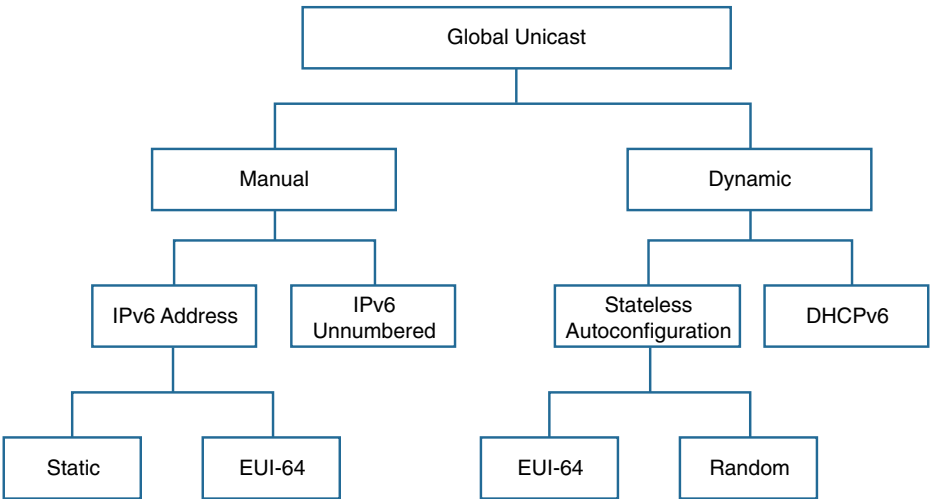 Global Unicast
Manual
Dynamic
IPv6 Address
IPv6
Unnumbered
Stateless
Autoconfiguration
DHCPv6
Static
EUI-64
EUI-64
Random